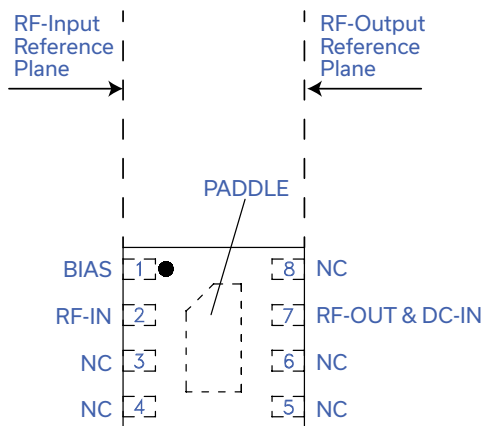 RF-Input
Reference
Plane
RF-Output
Reference
Plane
PADDLE
BIAS 1 8 NC
RF-IN 2 7 RF-OUT & DC-IN
NC 3 6 NC
NC 4 5 NC